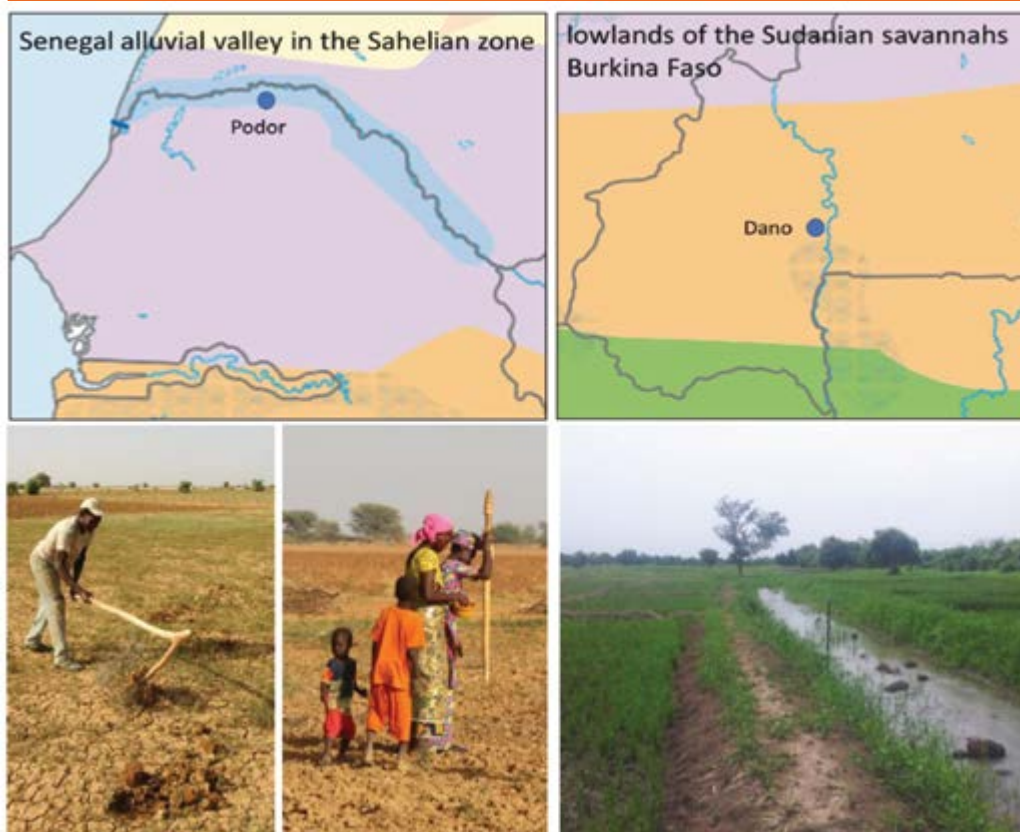 Senegal alluvial valley in the Sahelian zone
Podor
lowlands of the Sudanian savannahs
Burkina Faso
Dano